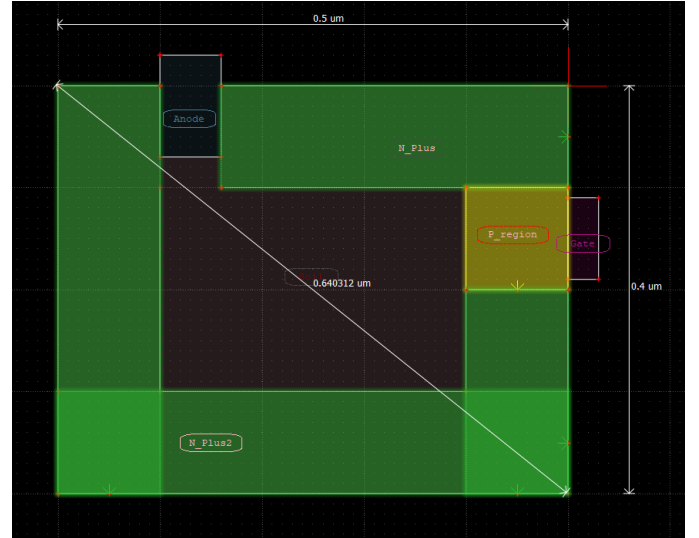 0.5 um
Anode
N_Plus
P_region
Gate
0.640312 um
0.4 um
N_Plus2